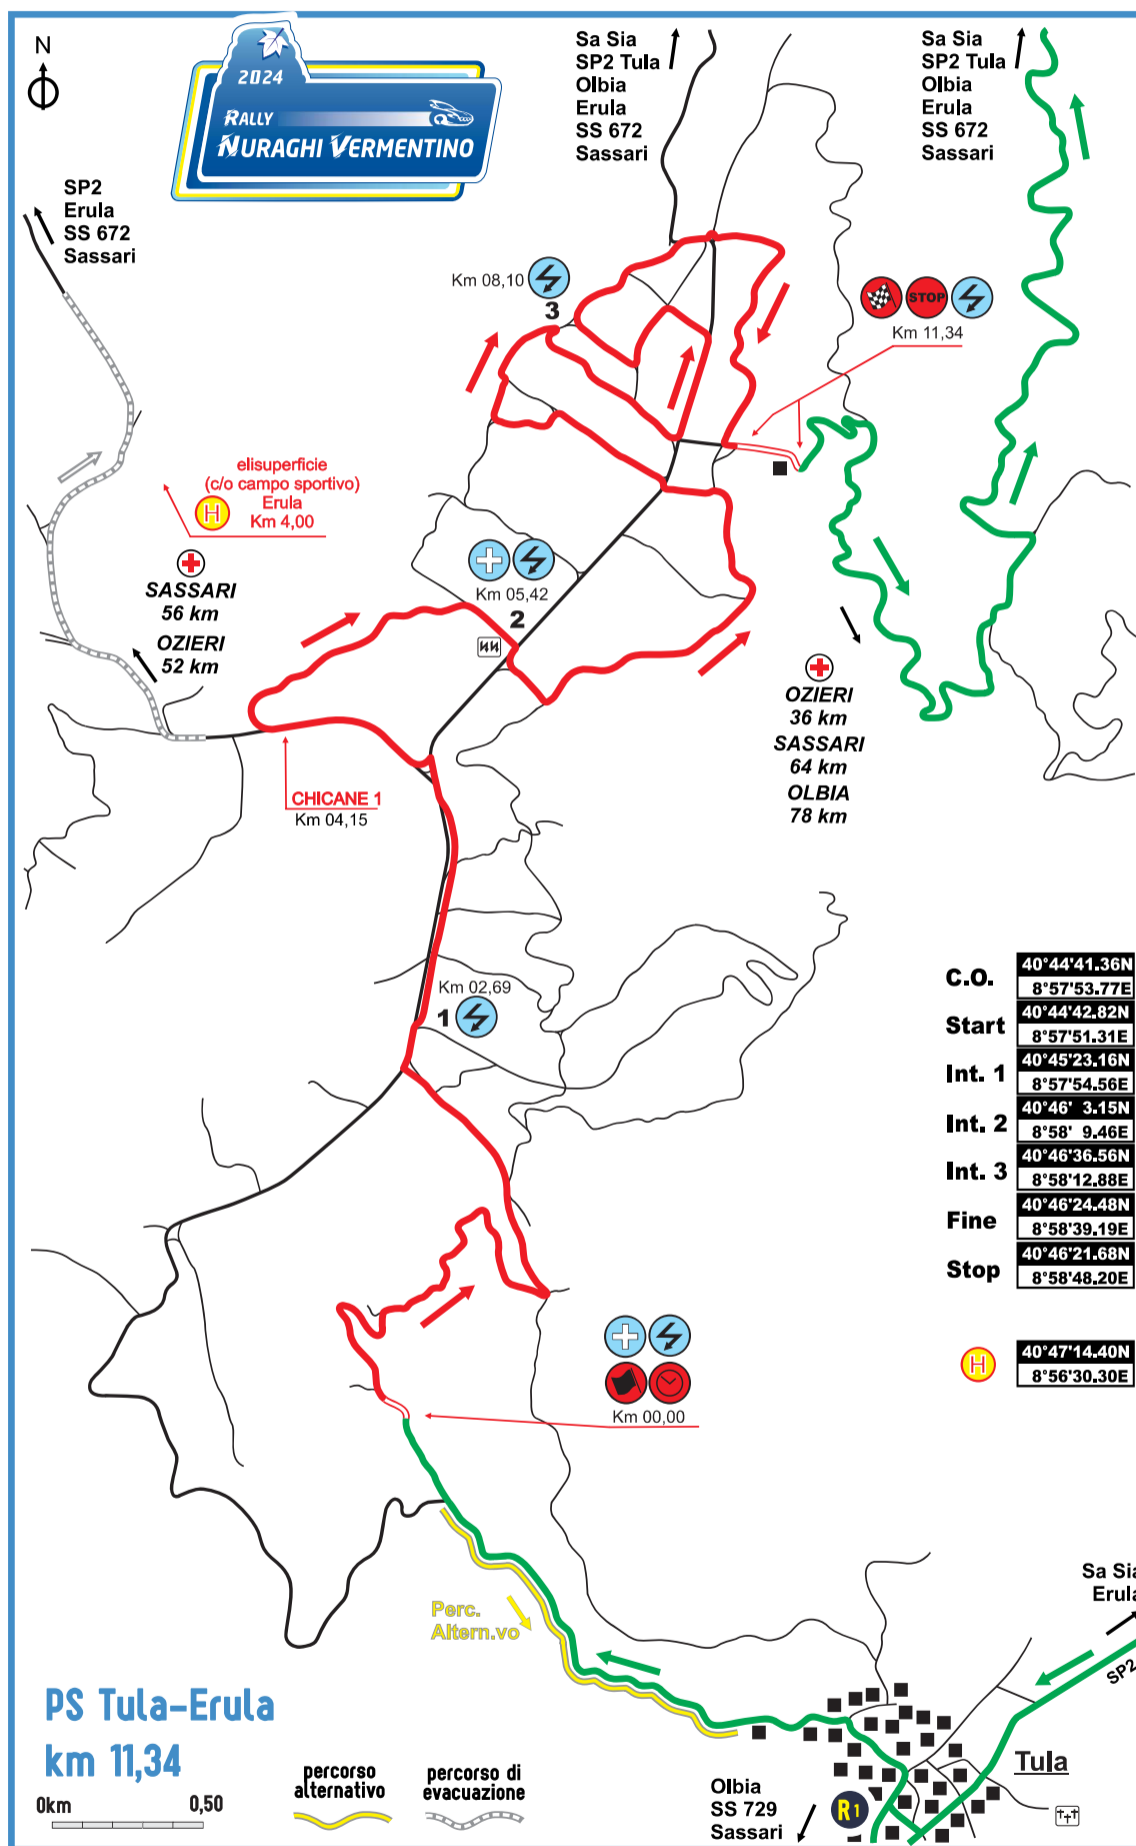 N
2024
RALLY
NURAGHI VERMENTINO
Sa Sia
SP2 Tula
Olbia
Erula
SS 672
Sassari
Sa Sia
SP2 Tula
Olbia
Erula
SS 672
Sassari
SP2
Erula
SS 672
Sassari
Km 08,10
3
STOP
Km 11,34
elisuperficie
(c/o campo sportivo)
Erula
Km 4,00
H
SASSARI
56 km
OZIERI
52 km
Km 05,42
2
OZIERI
36 km
SASSARI
64 km
OLBIA
78 km
CHICANE 1
Km 04,15
Km 02,69
1
C.O. 40°44'41.36N
8°57'53.77E
Start 40°44'42.82N
8°57'51.31E
Int. 1 40°45'23.16N
8°57'54.56E
Int. 2 40°46' 3.15N
8°58' 9.46E
Int. 3 40°46'36.56N
8°58'12.88E
Fine 40°46'24.48N
8°58'39.19E
Stop 40°46'21.68N
8°58'48.20E
H 40°47'14.40N
8°56'30.30E
Km 00,00
Perc.
Altern.vo
Sa Sia
Erula
SP2
PS Tula-Erula
km 11,34
0km 0,50
percorso
alternativo
percorso di
evacuazione
Olbia
SS 729
Sassari
R1
Tula